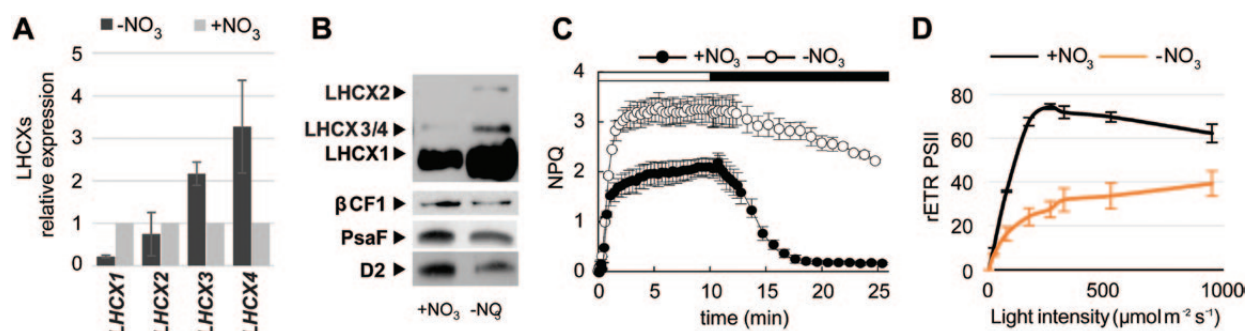 A
-NO3 +NO3
LHCXs
relative expression
5
4
3
2
1
0
LHCX1
LHCX2
LHCX3
LHCX4
B
LHCX2
LHCX3/4
LHCX1
βCF1
PsaF
D2
+NO3 -NO3
C
+NO3 -NO3
NPQ
4
3
2
1
0
0 5 10 15 20 25
time (min)
D
+NO3 -NO3
rETR PSII
80
60
40
20
0
0 500 1000
Light intensity (µmol m⁻² s⁻¹)